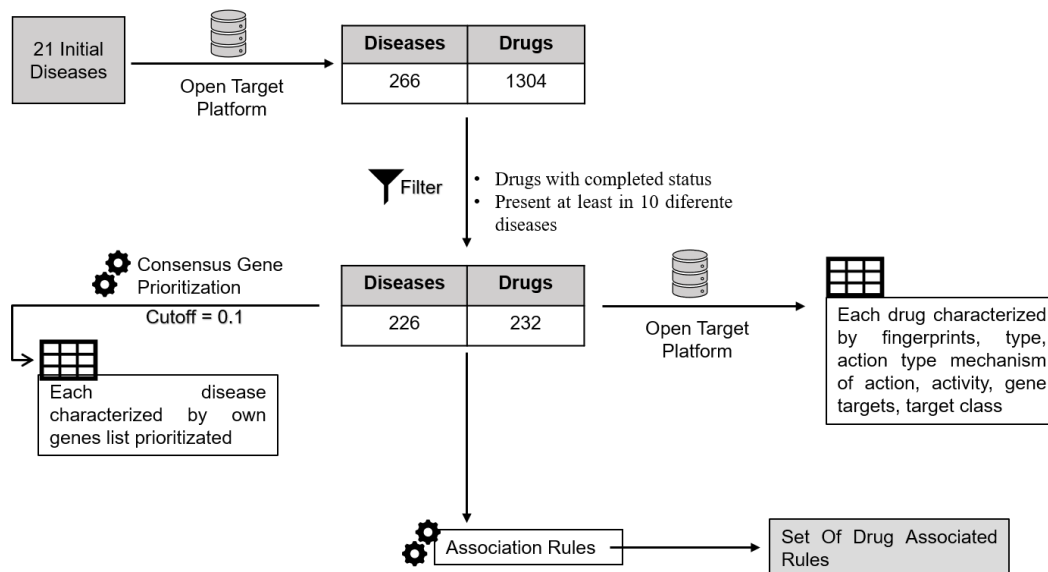 21 Initial
Diseases
Open Target
Platform
Diseases Drugs
266 1304
Filter
• Drugs with completed status
• Present at least in 10 diferente
diseases
Consensus Gene
Prioritization
Cutoff = 0.1
Diseases Drugs
226 232
Open Target
Platform
Each drug characterized
by fingerprints, type,
action type mechanism
of action, activity, gene
targets, target class
Each disease
characterized by own
genes list prioritizated
Association Rules
Set Of Drug Associated
Rules